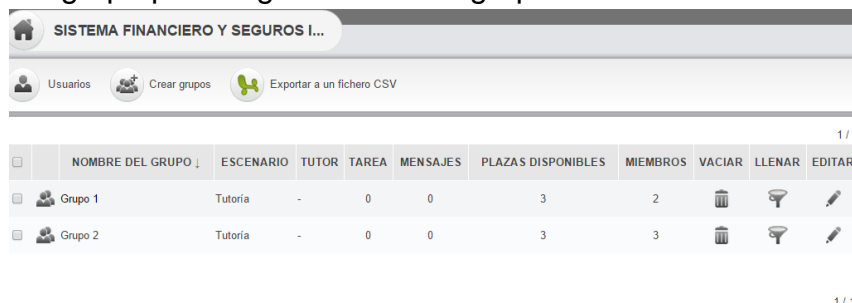 SISTEMA FINANCIERO Y SEGUROS I...
Usuarios Crear grupos Exportar a un fichero CSV
1 /
NOMBRE DEL GRUPO ↓ ESCENARIO TUTOR TAREA MENSAJES PLAZAS DISPONIBLES MIEMBROS VACIAR LLENAR EDITAR
Grupo 1 Tutoría - 0 0 3 2
Grupo 2 Tutoría - 0 0 3 3
1 / 1